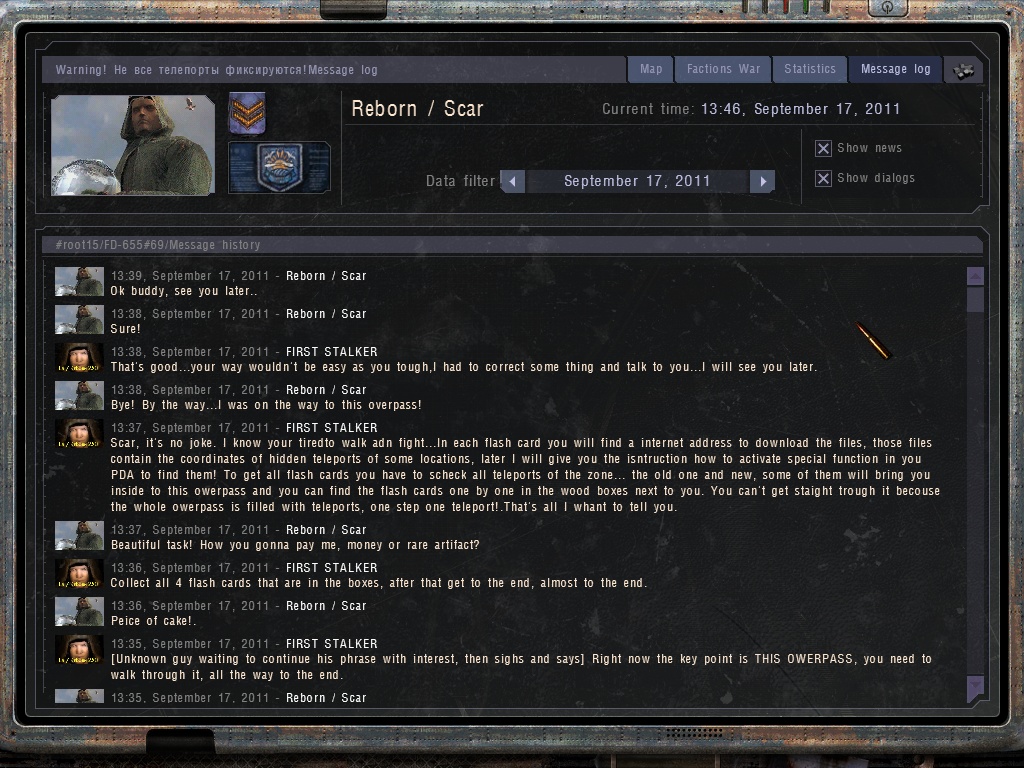 Warning! Не все телепорты фиксируются!Message log
Map
Factions War
Statistics
Message log
Reborn / Scar
Current time: 13:46, September 17, 2011
Data filter
September 17, 2011
Show news
Show dialogs
#root15/FD-655#69/Message history
13:39, September 17, 2011 - Reborn / Scar
Ok buddy, see you later..
13:38, September 17, 2011 - Reborn / Scar
Sure!
13:38, September 17, 2011 - FIRST STALKER
That's good...your way wouldn't be easy as you tough,I had to correct some thing and talk to you...I will see you later.
13:38, September 17, 2011 - Reborn / Scar
Bye! By the way...I was on the way to this overpass!
13:37, September 17, 2011 - FIRST STALKER
Scar, it's no joke. I know your tiredto walk adn fight...In each flash card you will find a internet address to download the files, those files
contain the coordinates of hidden teleports of some locations, later I will give you the isntruction how to activate special function in you
PDA to find them! To get all flash cards you have to scheck all teleports of the zone... the old one and new, some of them will bring you
inside to this owerpass and you can find the flash cards one by one in the wood boxes next to you. You can't get staight trough it becouse
the whole owerpass is filled with teleports, one step one teleport!.That's all I whant to tell you.
13:37, September 17, 2011 - Reborn / Scar
Beautiful task! How you gonna pay me, money or rare artifact?
13:36, September 17, 2011 - FIRST STALKER
Collect all 4 flash cards that are in the boxes, after that get to the end, almost to the end.
13:36, September 17, 2011 - Reborn / Scar
Peice of cake!.
13:35, September 17, 2011 - FIRST STALKER
[Unknown guy waiting to continue his phrase with interest, then sighs and says] Right now the key point is THIS OWERPASS, you need to
walk through it, all the way to the end.
13:35, September 17, 2011 - Reborn / Scar